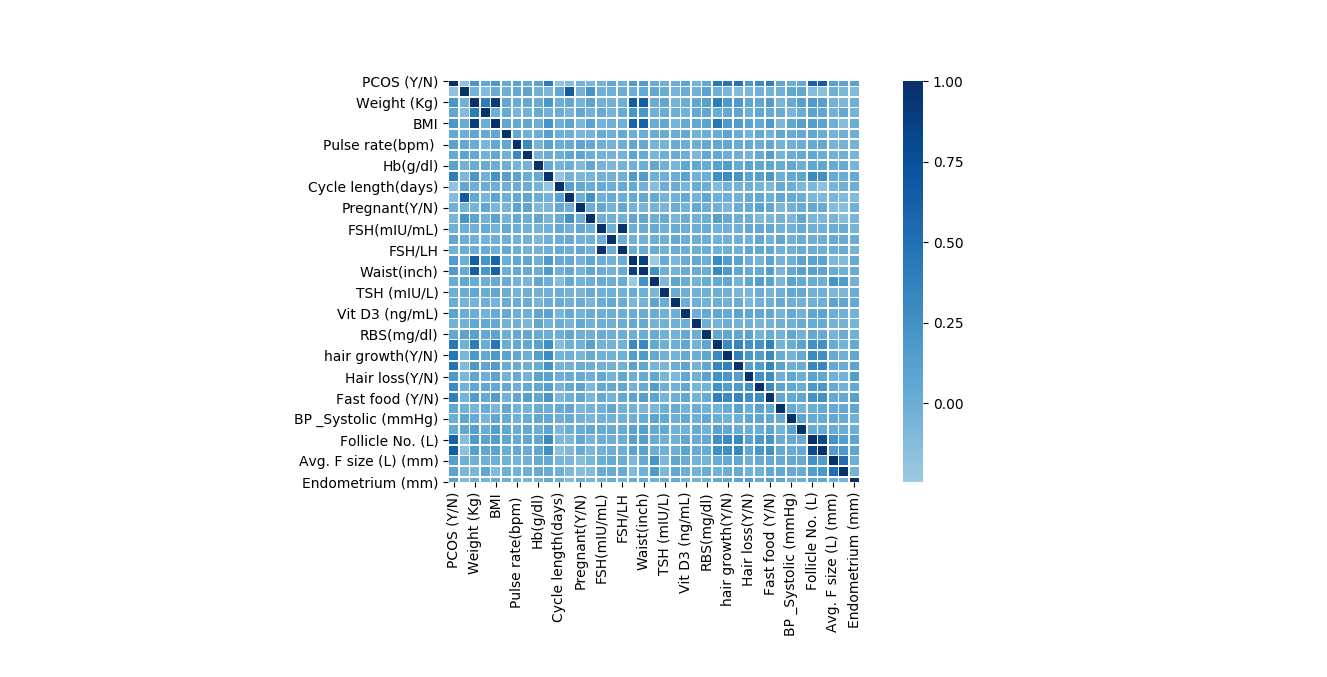 PCOS (Y/N)
Weight (Kg)
BMI
Pulse rate(bpm)
Hb(g/dl)
Cycle length(days)
Pregnant(Y/N)
FSH(mIU/mL)
FSH/LH
Waist(inch)
TSH (mIU/L)
Vit D3 (ng/mL)
RBS(mg/dl)
hair growth(Y/N)
Hair loss(Y/N)
Fast food (Y/N)
BP _Systolic (mmHg)
Follicle No. (L)
Avg. F size (L) (mm)
Endometrium (mm)
PCOS (Y/N)
Weight (Kg)
BMI
Pulse rate(bpm)
Hb(g/dl)
Cycle length(days)
Pregnant(Y/N)
FSH(mIU/mL)
FSH/LH
Waist(inch)
TSH (mIU/L)
Vit D3 (ng/mL)
RBS(mg/dl)
hair growth(Y/N)
Hair loss(Y/N)
Fast food (Y/N)
BP _Systolic (mmHg)
Follicle No. (L)
Avg. F size (L) (mm)
Endometrium (mm)
1.00
0.75
0.50
0.25
0.00